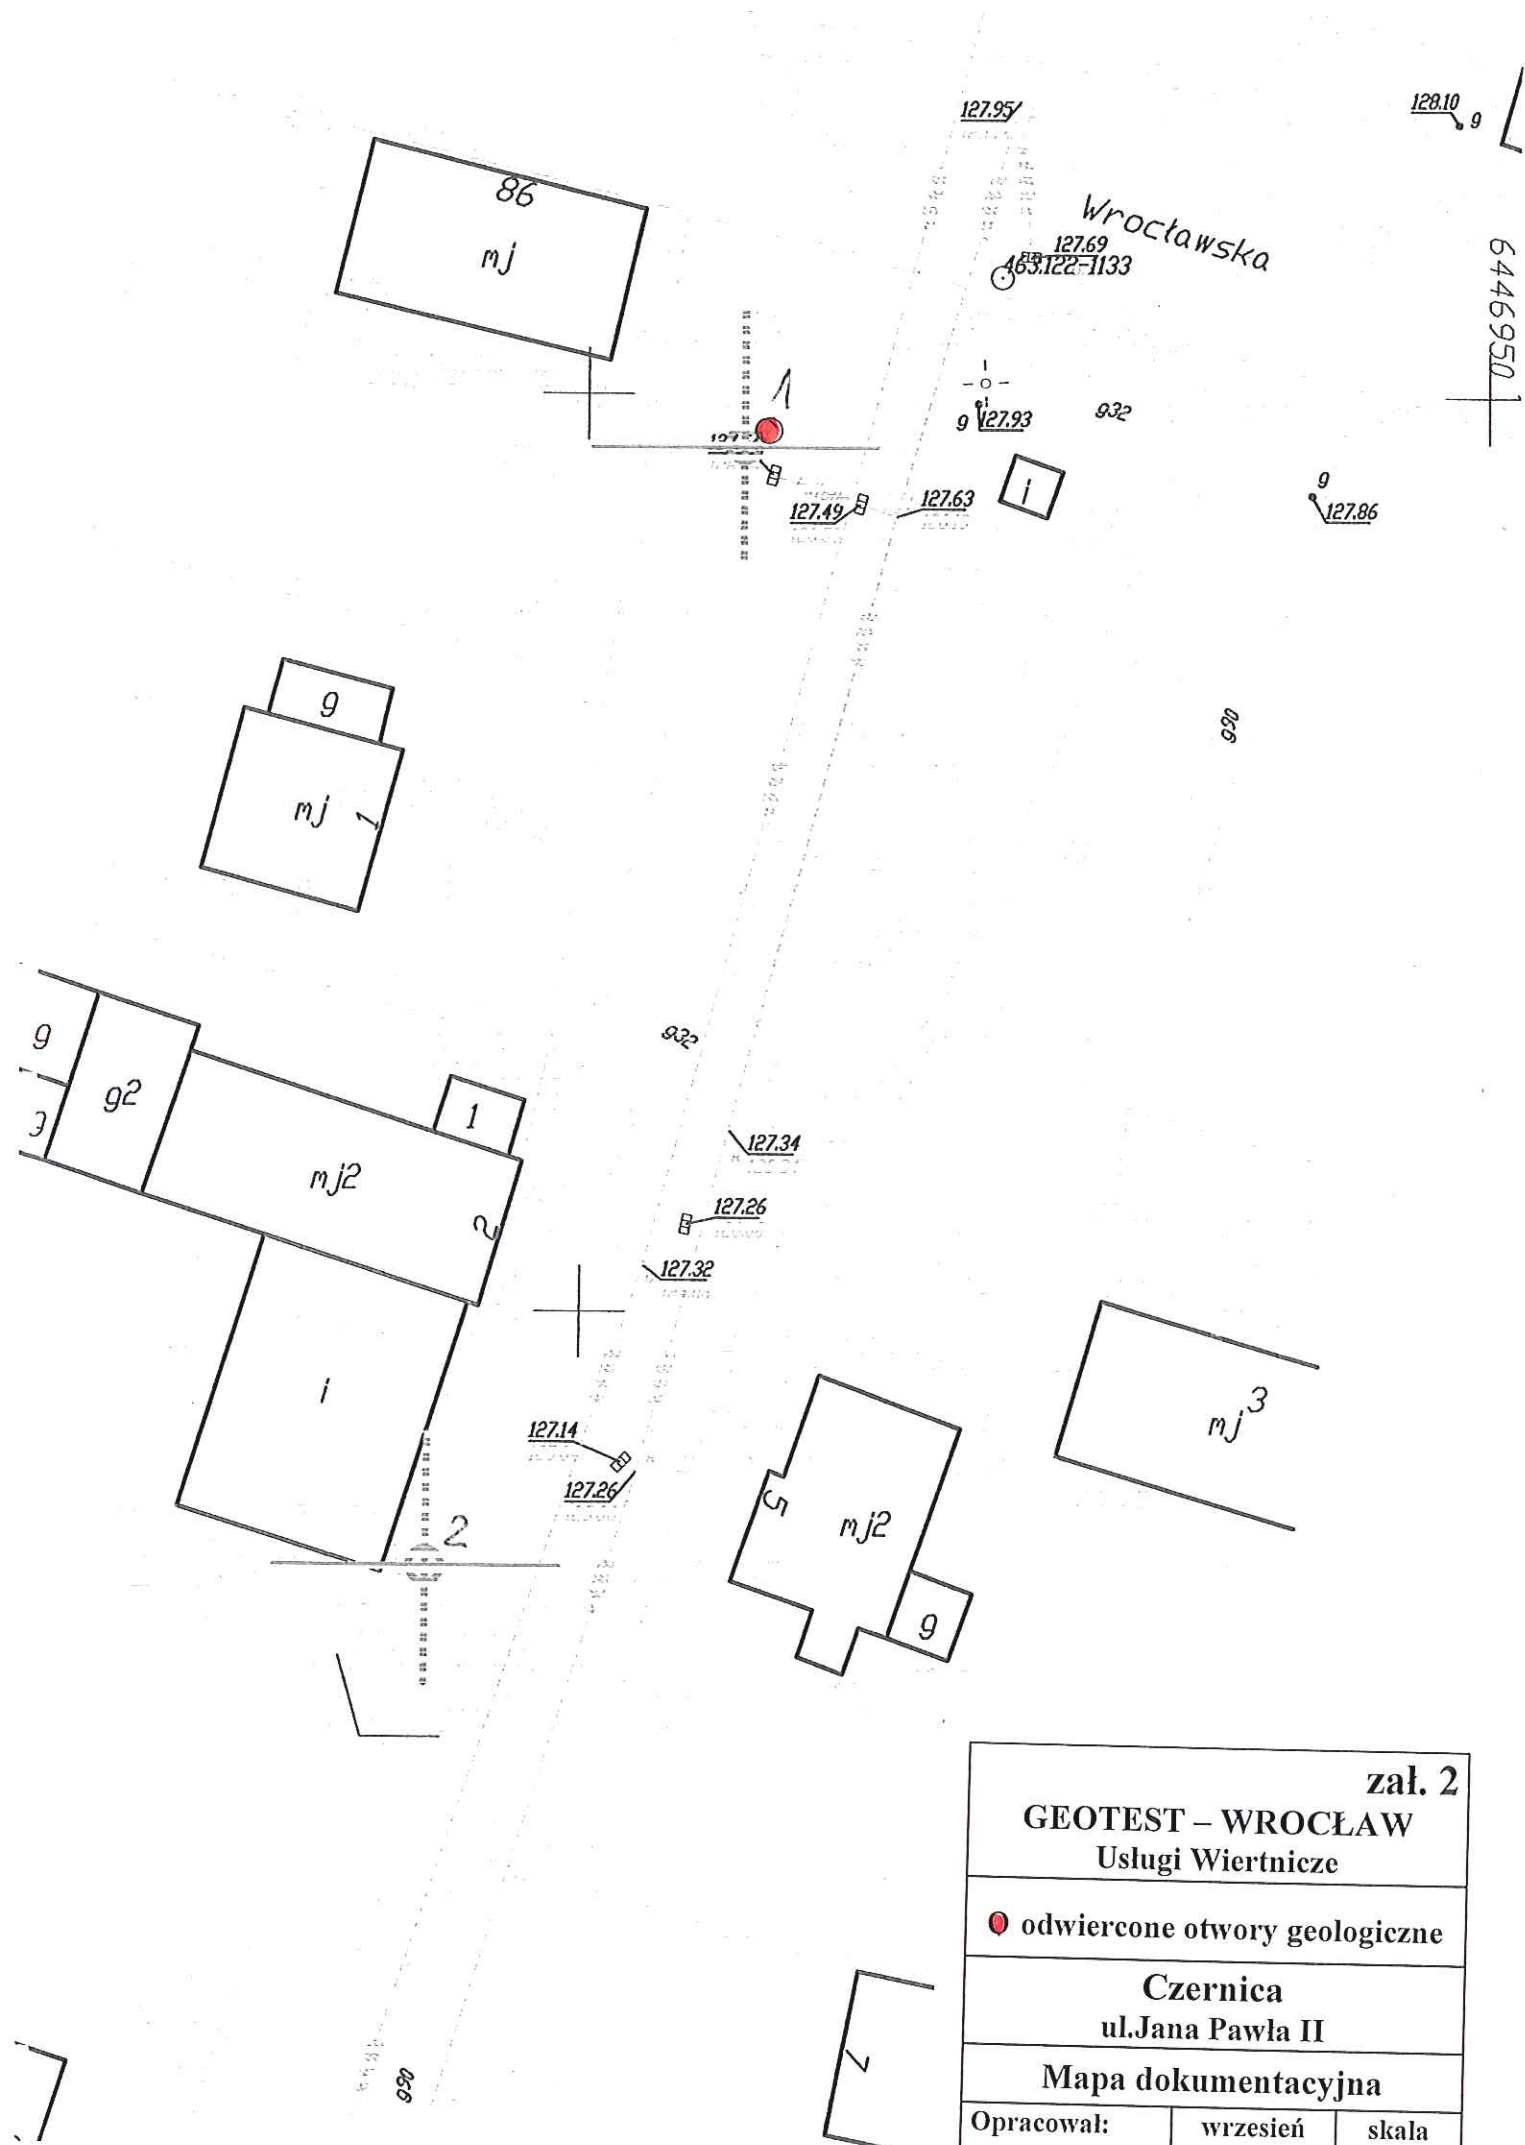 127.95
128.10
9
86
mj
Wrocławska
127.69
463.122-1133
6446950
1
932
9
127.93
i
9
127.86
127.49
127.63
990
9
mj
1
932
9
g2
1
mj2
2
127.34
127.26
127.32
i
127.14
127.26
2
3
mj
5
mj2
9
7
990
zał. 2
GEOTEST – WROCŁAW
Usługi Wiertnicze
odwiercone otwory geologiczne
Czernica
ul.Jana Pawła II
Mapa dokumentacyjna
Opracował: wrzesień skala